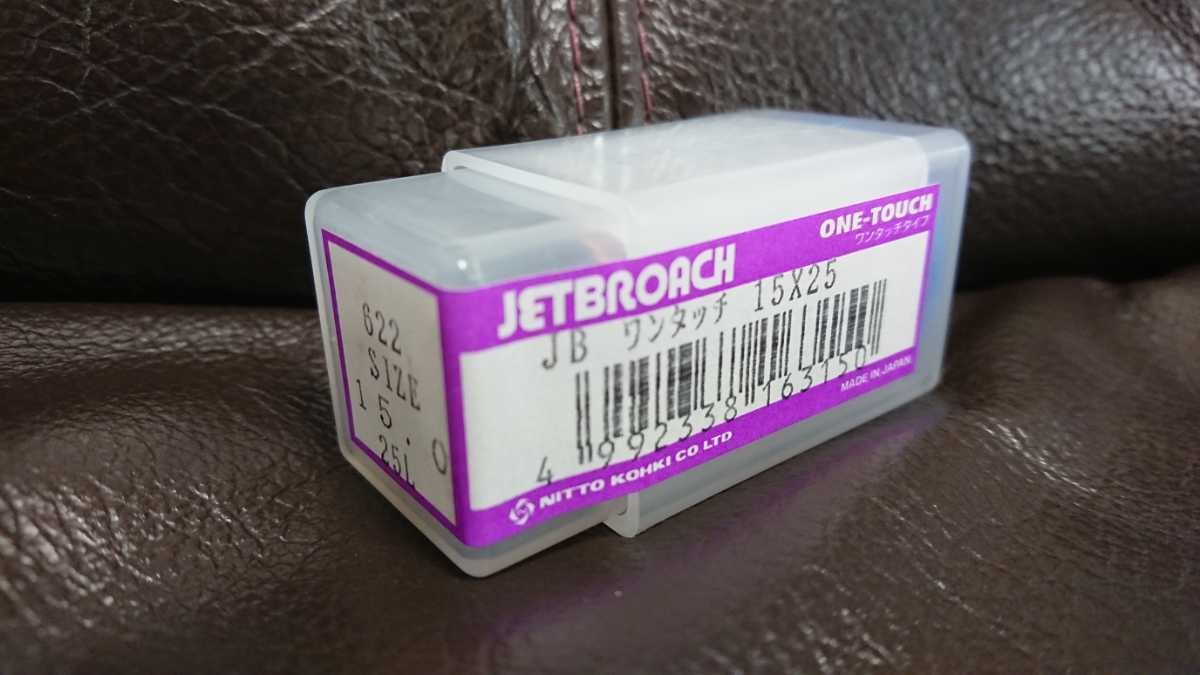 622
SIZE
15.0
25L
JETBROACH
ONE-TOUCH
ワンタッチタイプ
JB ワンタッチ 15X25
4 992338 163150
MADE IN JAPAN
NITTO KOHKI CO LTD